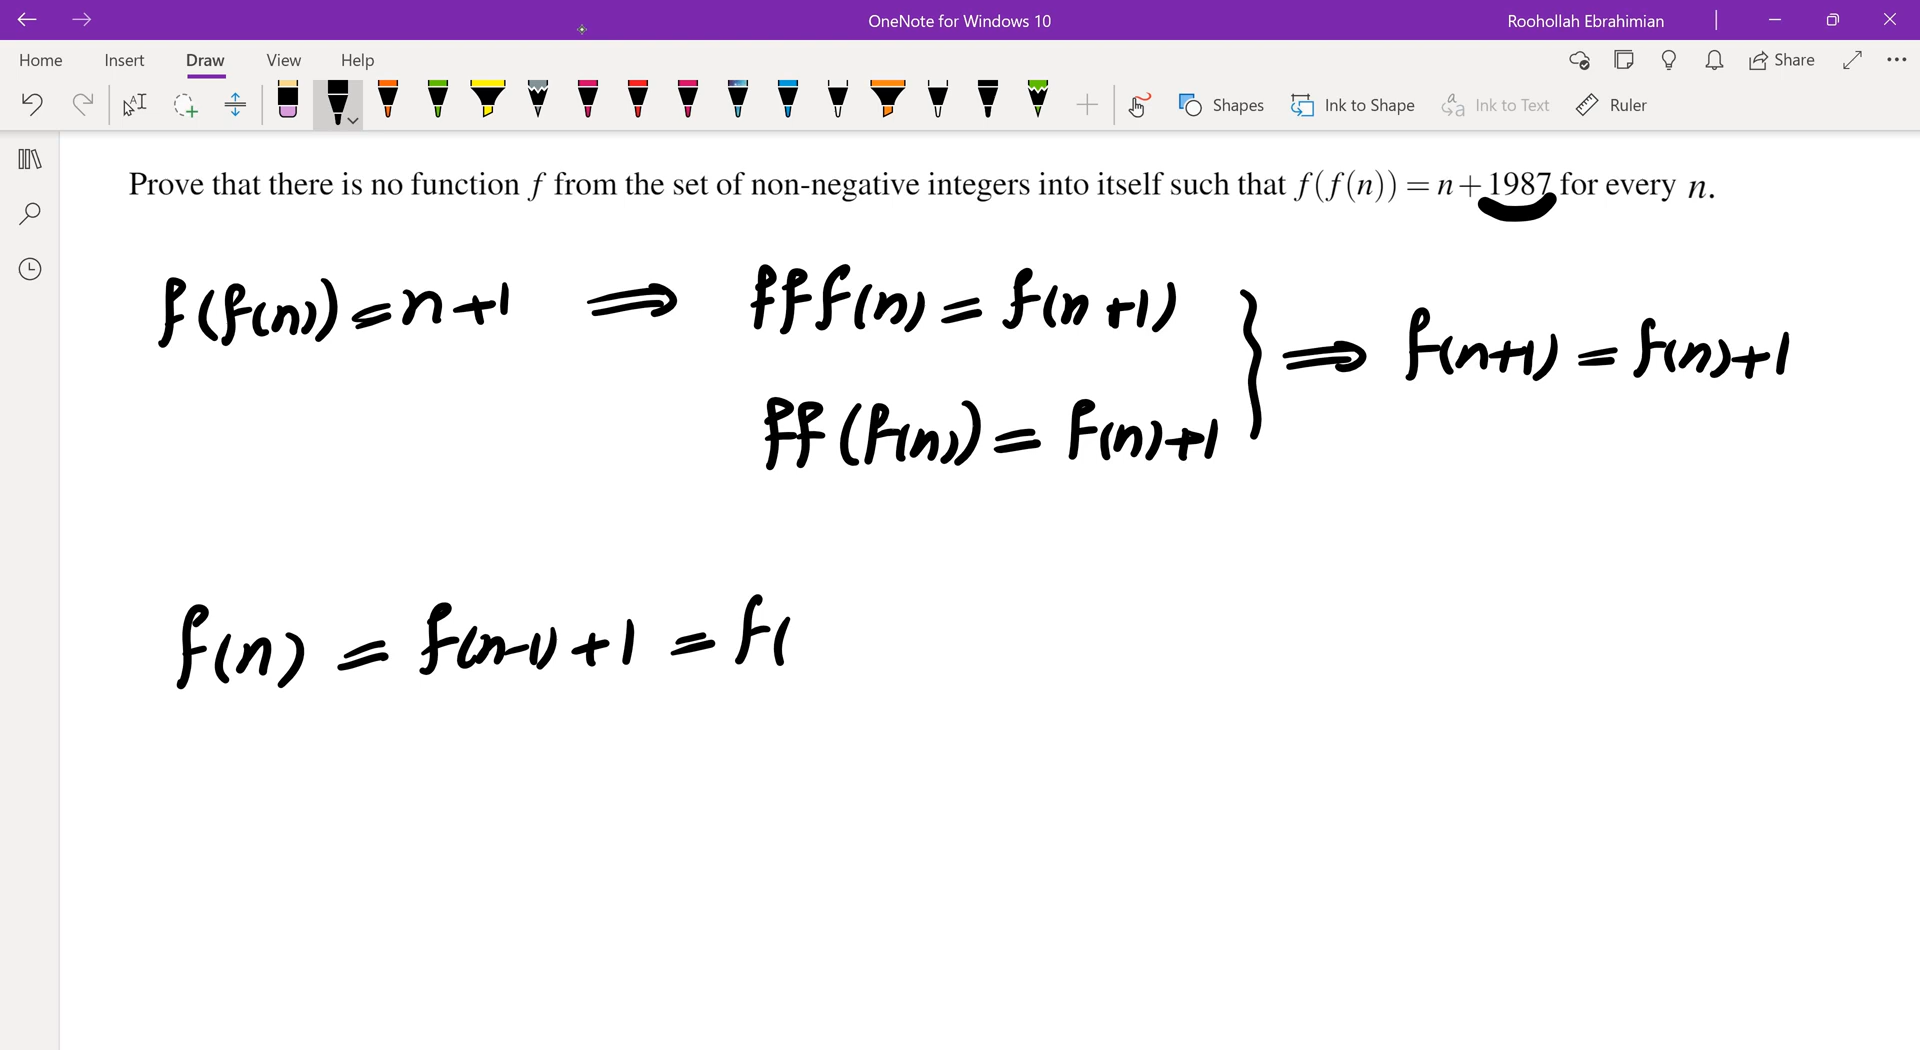 OneNote for Windows 10
Roohollah Ebrahimian
Home Insert Draw View Help
Share
Shapes Ink to Shape Ink to Text Ruler
Prove that there is no function f from the set of non-negative integers into itself such that f(f(n)) = n+1987 for every n.
f(f(n)) = n+1 ⟹ fff(n) = f(n+1)
⟹ f(n+1) = f(n)+1
ff(f(n)) = f(n)+1
f(n) = f(n-1)+1 = f(